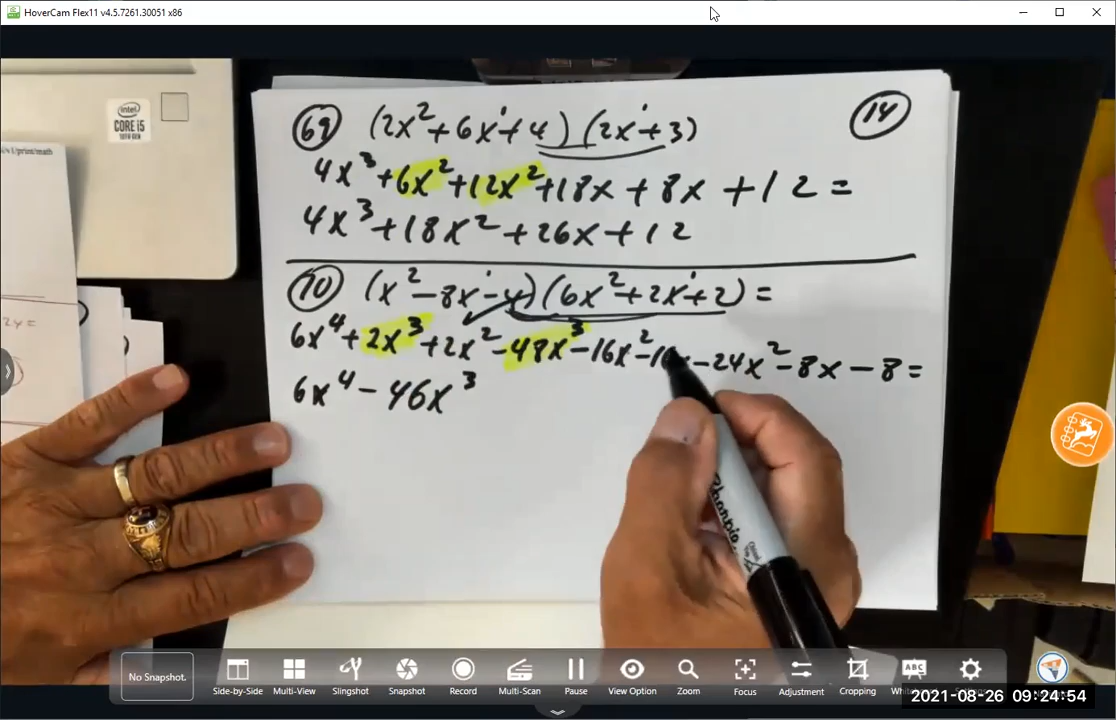 HoverCam Flex11 v4.5.7261.30051 x86
intel
CORE i5
69 (2x²+6x+4)(2x+3) 14
4x³+6x²+12x²+18x+8x+12=
4x³+18x²+26x+12
70 (x²-8x-4)(6x²+2x+2)=
6x⁴+2x³+2x²-48x³-16x²-16x-24x²-8x-8=
6x⁴-46x³
Sharpie
No Snapshot.
Side-by-Side Multi-View Slingshot Snapshot Record Multi-Scan Pause View Option Zoom Focus Adjustment Cropping
ABC
2021-08-26 09:24:54